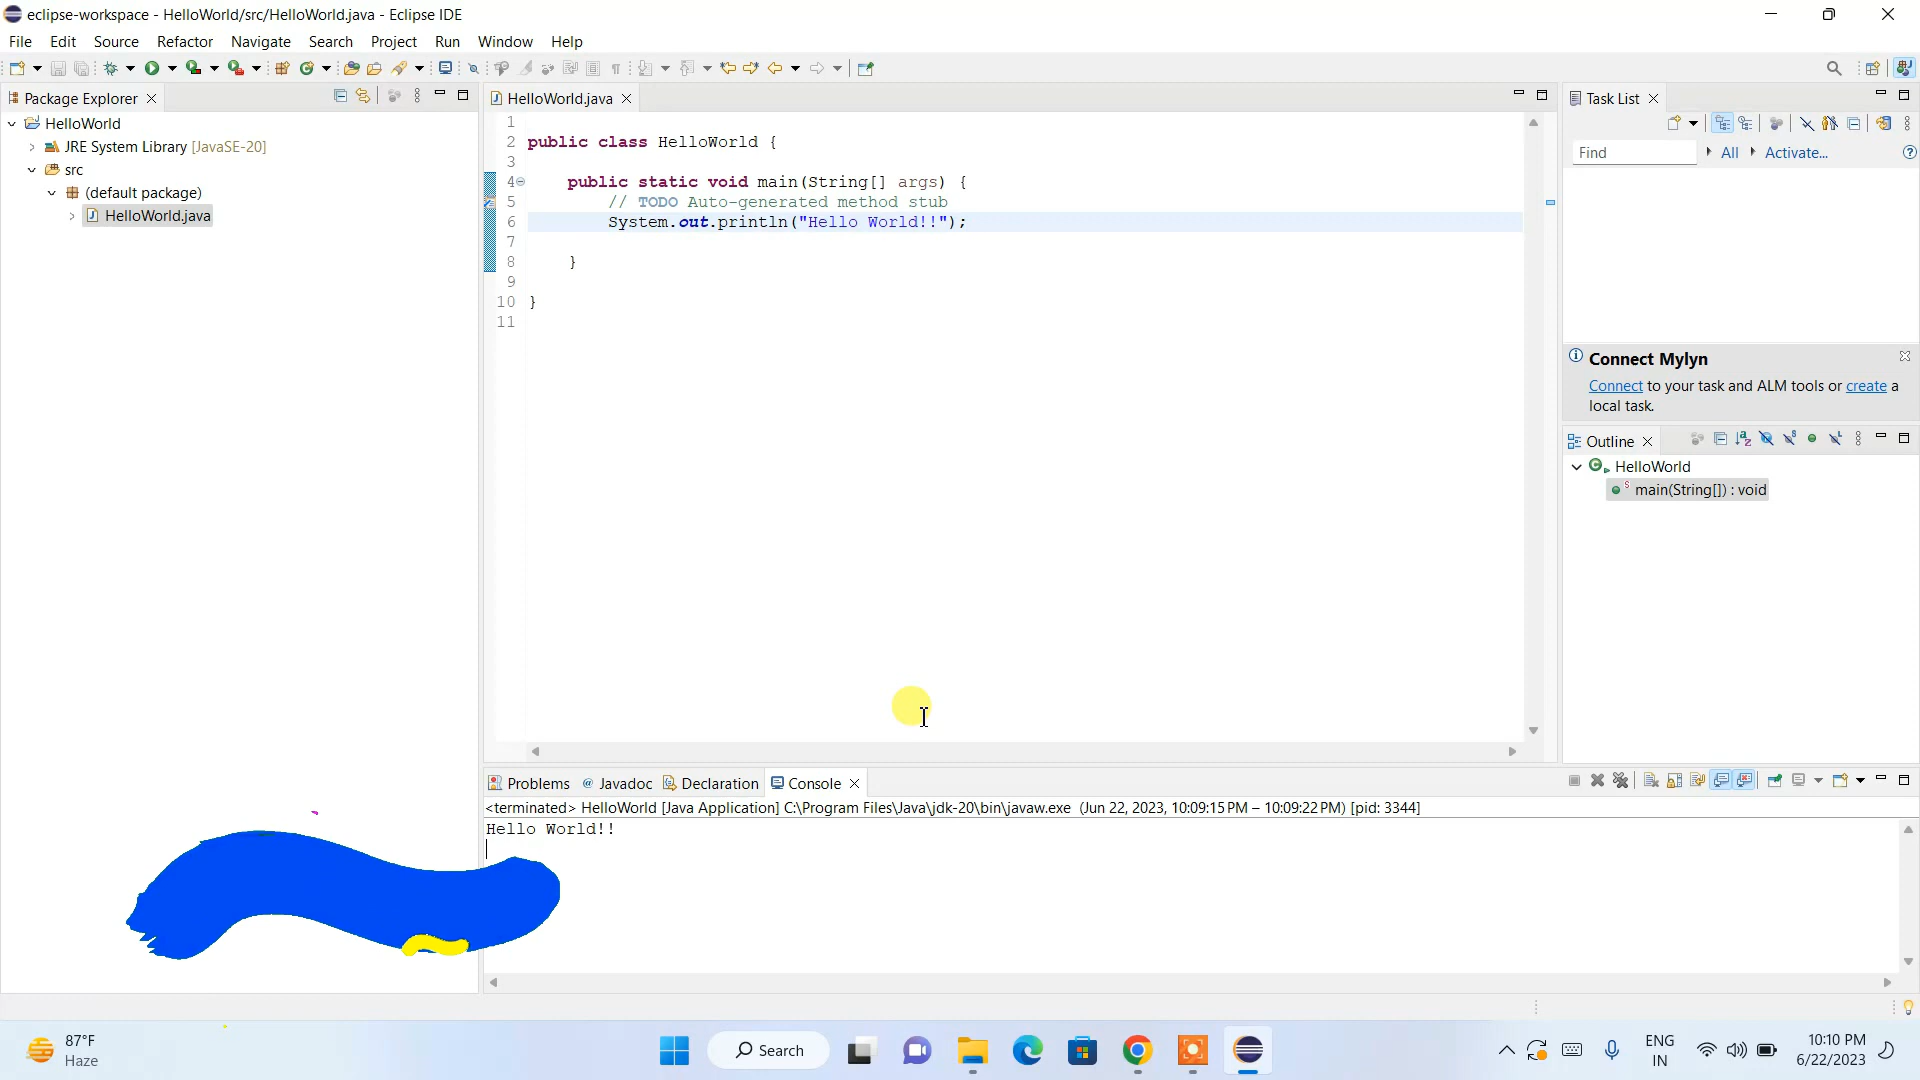 eclipse-workspace - HelloWorld/src/HelloWorld.java - Eclipse IDE
File Edit Source Refactor Navigate Search Project Run Window Help
Package Explorer
HelloWorld
JRE System Library [JavaSE-20]
src
(default package)
HelloWorld.java
HelloWorld.java
1
2 public class HelloWorld {
3
4 public static void main(String[] args) {
5 // TODO Auto-generated method stub
6 System.out.println("Hello World!!");
7
8 }
9
10 }
11
Task List
Find All Activate...
Connect Mylyn
Connect to your task and ALM tools or create a
local task.
Outline
HelloWorld
main(String[]) : void
Problems Javadoc Declaration Console
<terminated> HelloWorld [Java Application] C:\Program Files\Java\jdk-20\bin\javaw.exe (Jun 22, 2023, 10:09:15 PM – 10:09:22 PM) [pid: 3344]
Hello World!!
87°F
Haze
Search
ENG
IN
10:10 PM
6/22/2023